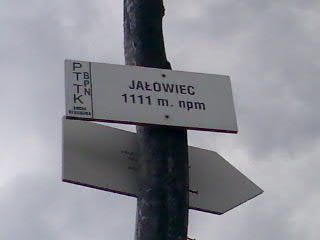 PTTK
BPN
JAŁOWIEC
1111 m. npm